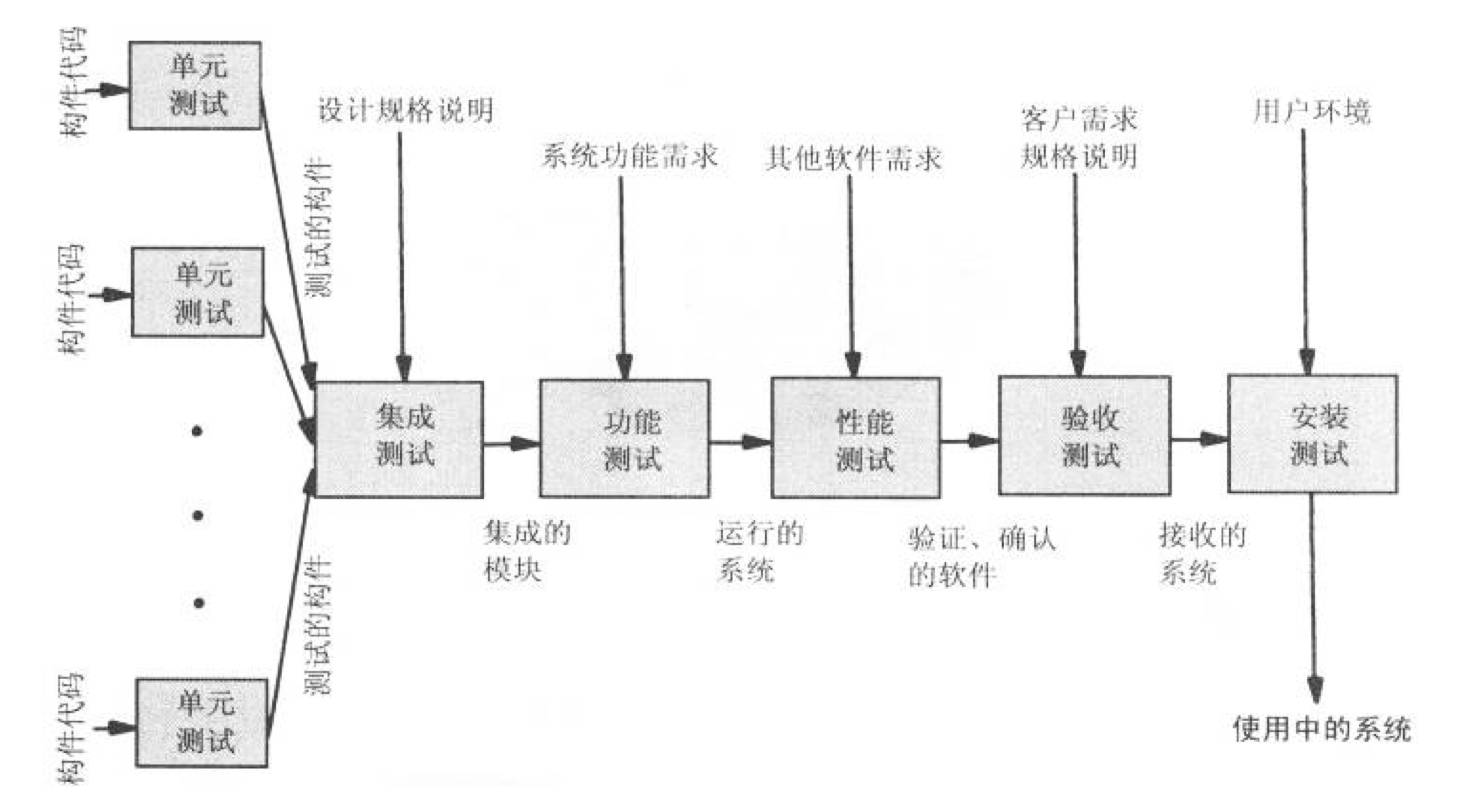 构件代码
单元
测试
设计规格说明
系统功能需求
其他软件需求
客户需求
规格说明
用户环境
测试的构件
构件代码
单元
测试
集成
测试
功能
测试
性能
测试
验收
测试
安装
测试
集成的
模块
运行的
系统
验证、确认
的软件
接收的
系统
测试的构件
构件代码
单元
测试
使用中的系统